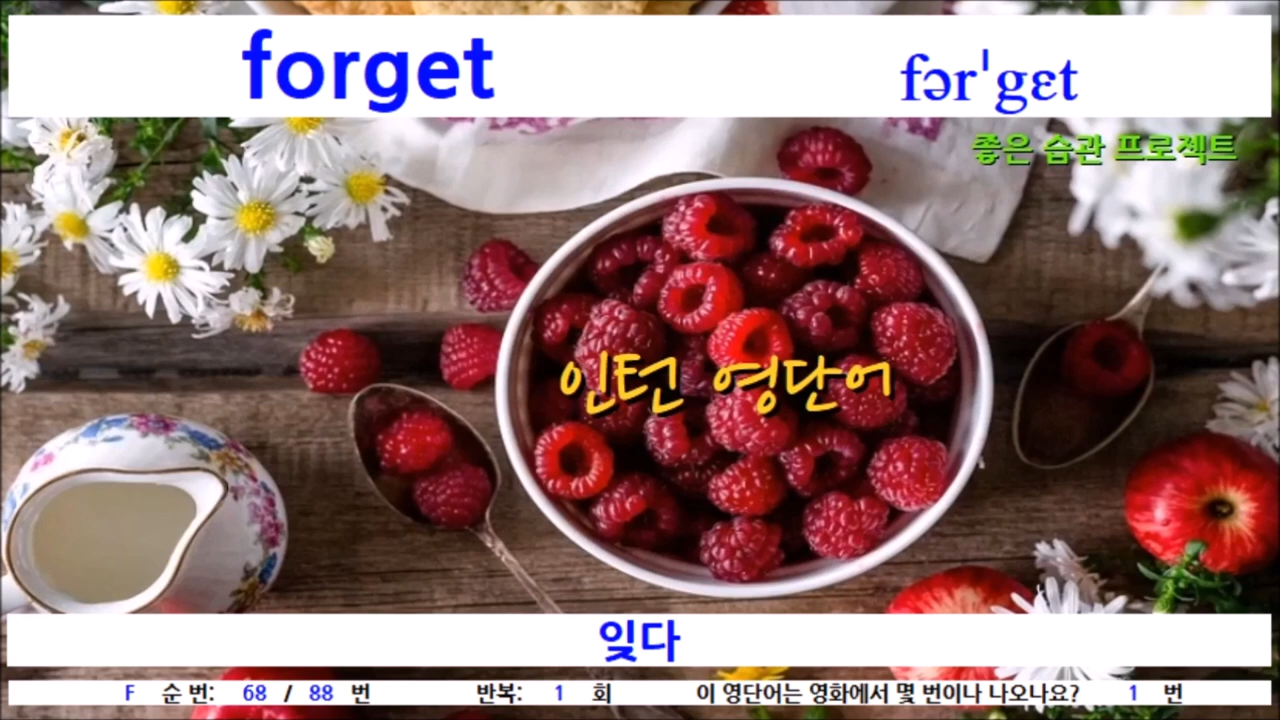 forget fərˈgɛt
좋은 습관 프로젝트
인턴 영단어
잊다
F 순 번: 68 / 88 번 반복: 1 회 이 영단어는 영화에서 몇 번이나 나오나요? 1 번